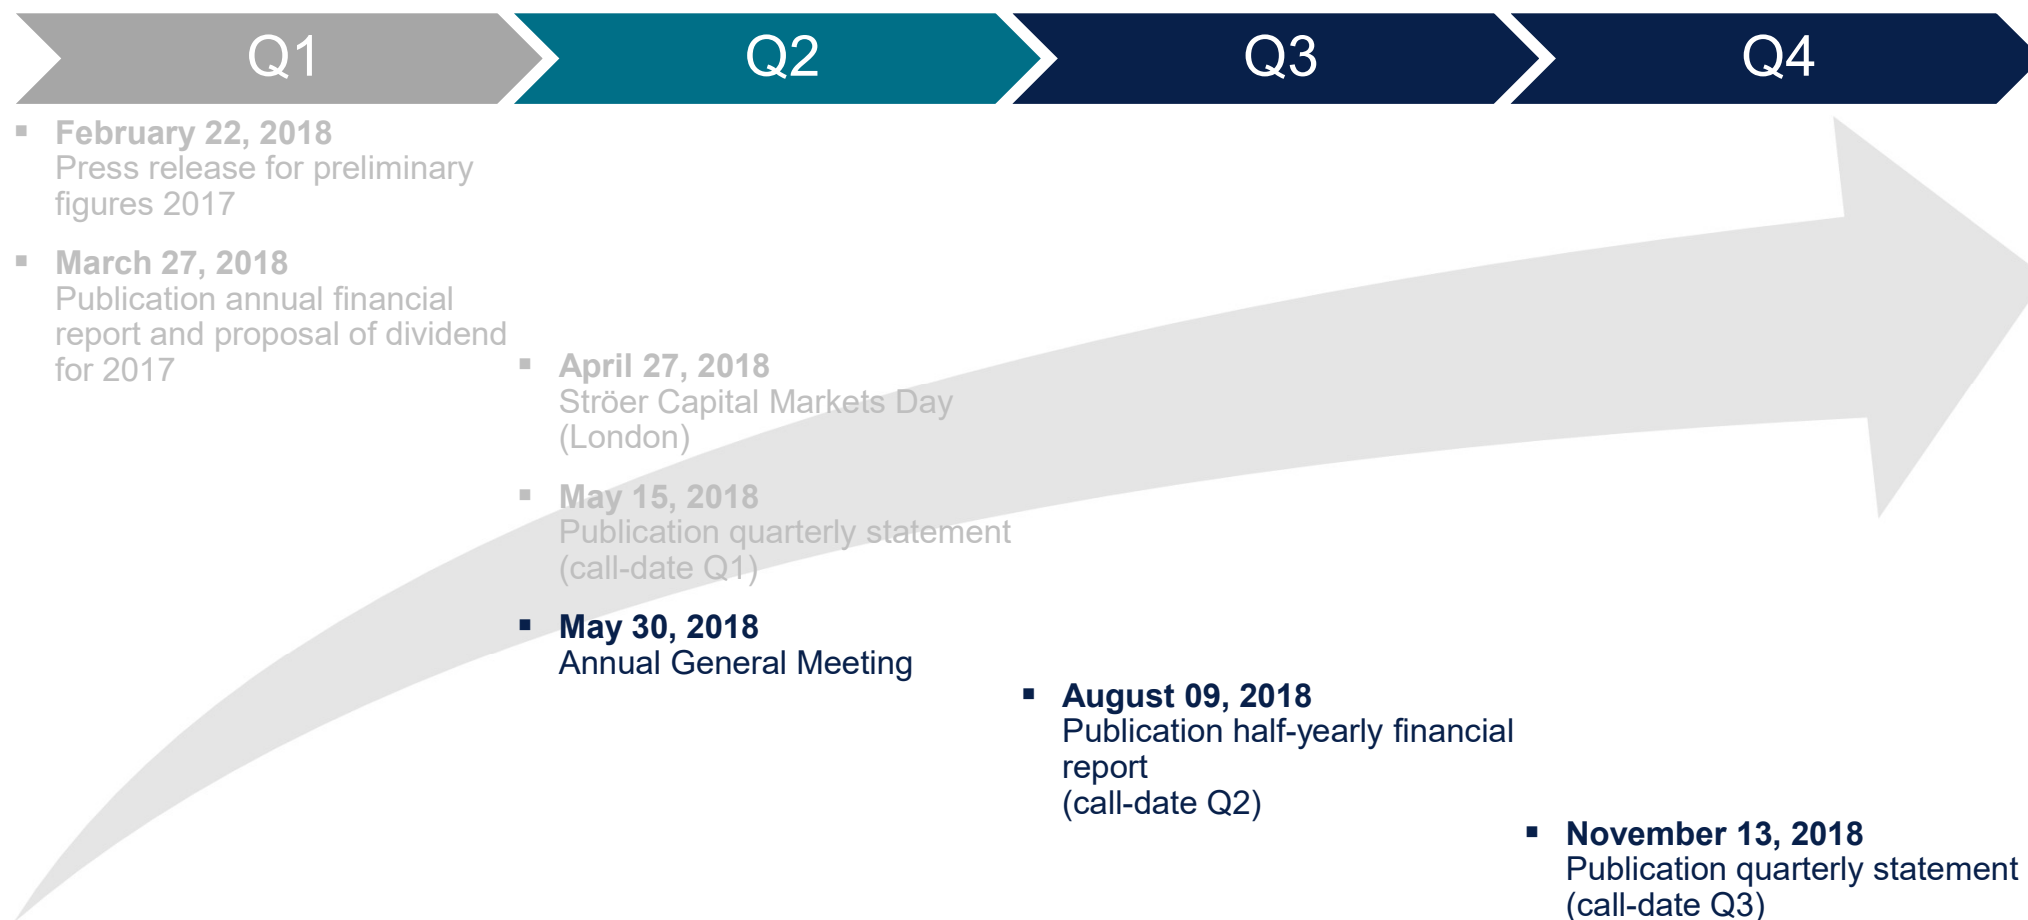 Q1
Q2
Q3
Q4
▪ February 22, 2018
Press release for preliminary
figures 2017
▪ March 27, 2018
Publication annual financial
report and proposal of dividend
for 2017
▪ April 27, 2018
Ströer Capital Markets Day
(London)
▪ May 15, 2018
Publication quarterly statement
(call-date Q1)
▪ May 30, 2018
Annual General Meeting
▪ August 09, 2018
Publication half-yearly financial
report
(call-date Q2)
▪ November 13, 2018
Publication quarterly statement
(call-date Q3)